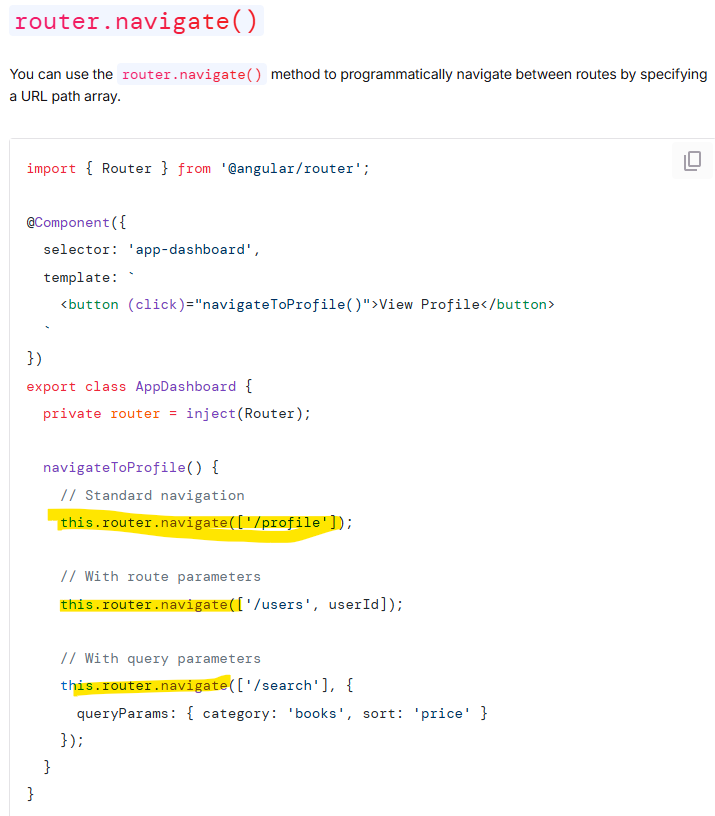 router.navigate()
You can use the router.navigate() method to programmatically navigate between routes by specifying
a URL path array.
import { Router } from '@angular/router';
@Component({
  selector: 'app-dashboard',
  template: `
    <button (click)="navigateToProfile()">View Profile</button>
  `
})
export class AppDashboard {
  private router = inject(Router);
  navigateToProfile() {
    // Standard navigation
    this.router.navigate(['/profile']);
    // With route parameters
    this.router.navigate(['/users', userId]);
    // With query parameters
    this.router.navigate(['/search'], {
      queryParams: { category: 'books', sort: 'price' }
    });
  }
}